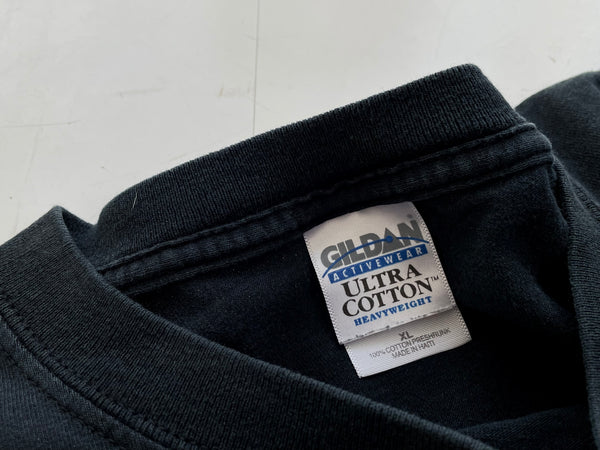 GILDAN®
ACTIVEWEAR
ULTRA
COTTON™
HEAVYWEIGHT
XL
100% COTTON PRESHRUNK
MADE IN HAITI